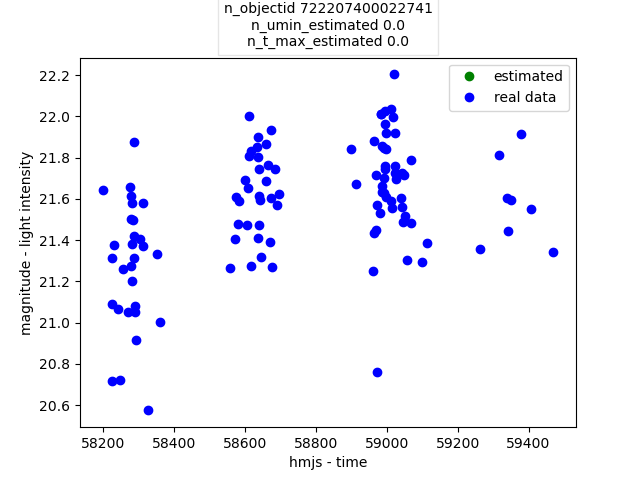 n_objectid 722207400022741
n_umin_estimated 0.0
n_t_max_estimated 0.0
estimated
real data
22.2
22.0
21.8
21.6
21.4
21.2
21.0
20.8
20.6
magnitude - light intensity
58200 58400 58600 58800 59000 59200 59400
hmjs - time